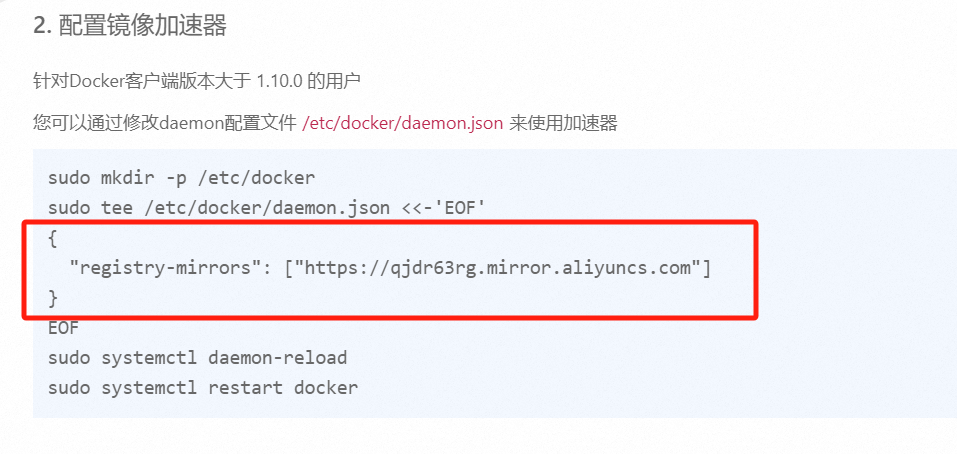 2. 配置镜像加速器
针对Docker客户端版本大于 1.10.0 的用户
您可以通过修改daemon配置文件 /etc/docker/daemon.json 来使用加速器
sudo mkdir -p /etc/docker
sudo tee /etc/docker/daemon.json <<-'EOF'
{
  "registry-mirrors": ["https://qjdr63rg.mirror.aliyuncs.com"]
}
EOF
sudo systemctl daemon-reload
sudo systemctl restart docker